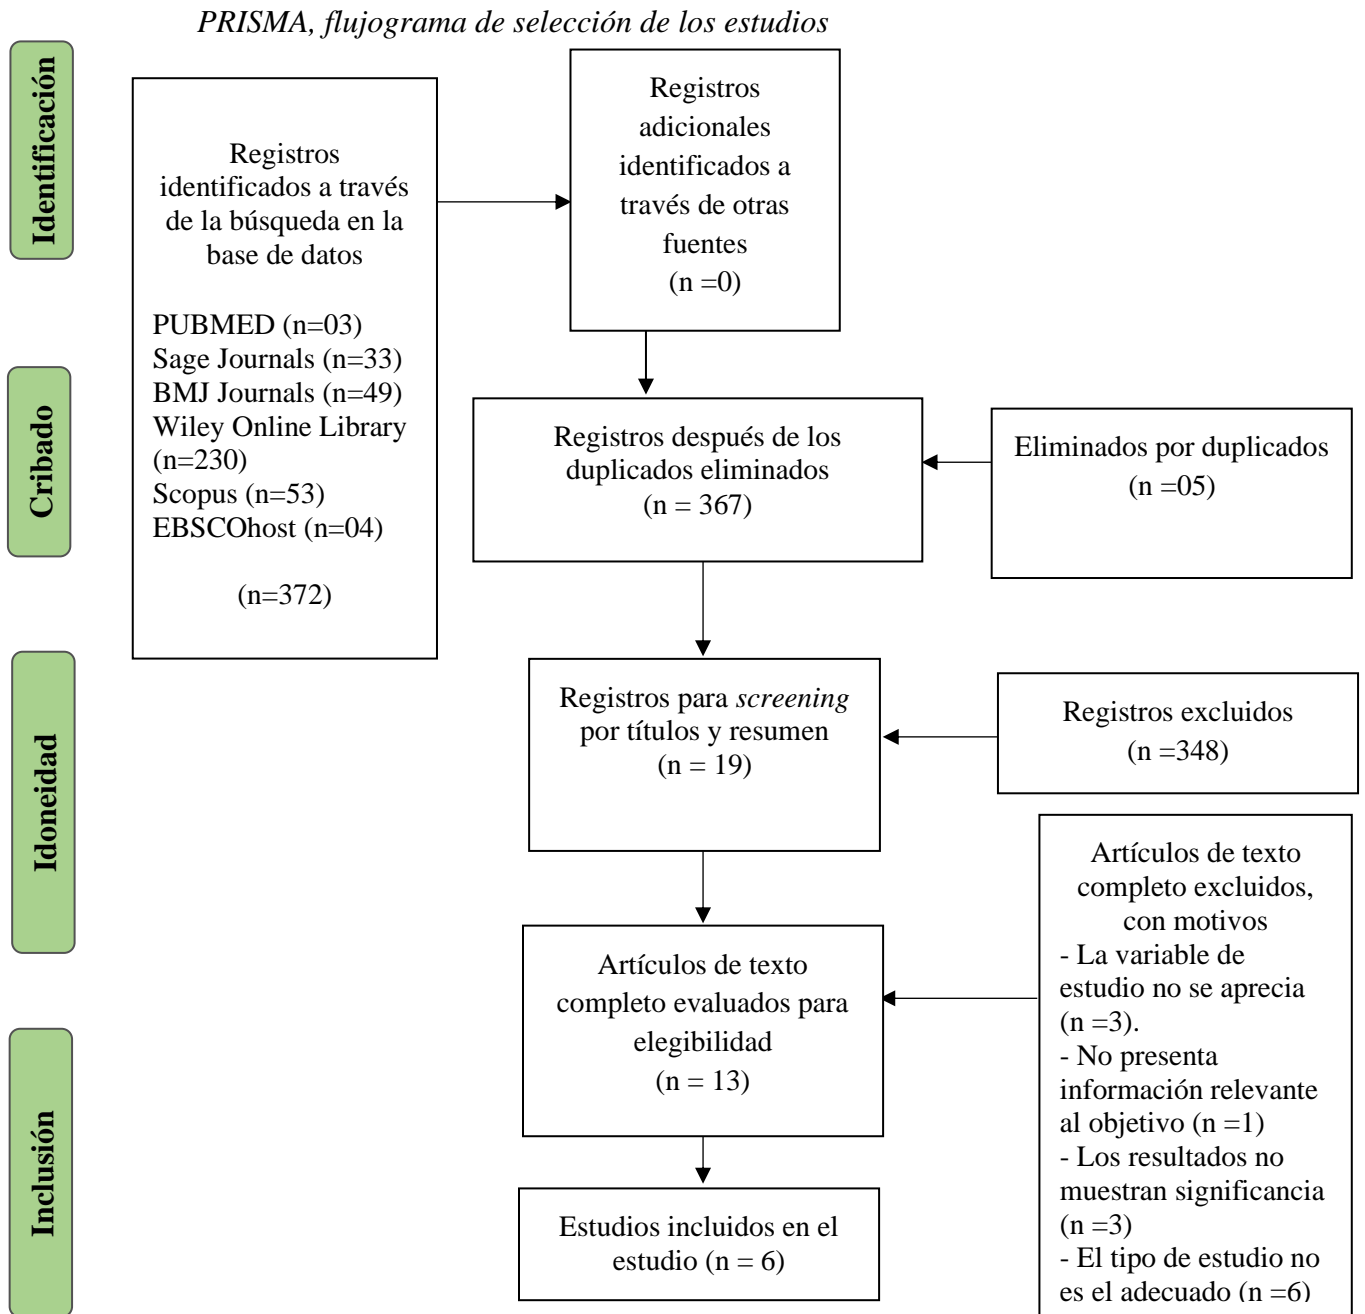 PRISMA, flujograma de selección de los estudios
Identificación
Registros
identificados a través
de la búsqueda en la
base de datos
PUBMED (n=03)
Sage Journals (n=33)
BMJ Journals (n=49)
Wiley Online Library
(n=230)
Scopus (n=53)
EBSCOhost (n=04)
(n=372)
Registros
adicionales
identificados a
través de otras
fuentes
(n =0)
Cribado
Registros después de los
duplicados eliminados
(n = 367)
Eliminados por duplicados
(n =05)
Idoneidad
Registros para screening
por títulos y resumen
(n = 19)
Registros excluidos
(n =348)
Artículos de texto
completo evaluados para
elegibilidad
(n = 13)
Artículos de texto
completo excluidos,
con motivos
- La variable de
estudio no se aprecia
(n =3).
- No presenta
información relevante
al objetivo (n =1)
- Los resultados no
muestran significancia
(n =3)
- El tipo de estudio no
es el adecuado (n =6)
Inclusión
Estudios incluidos en el
estudio (n = 6)